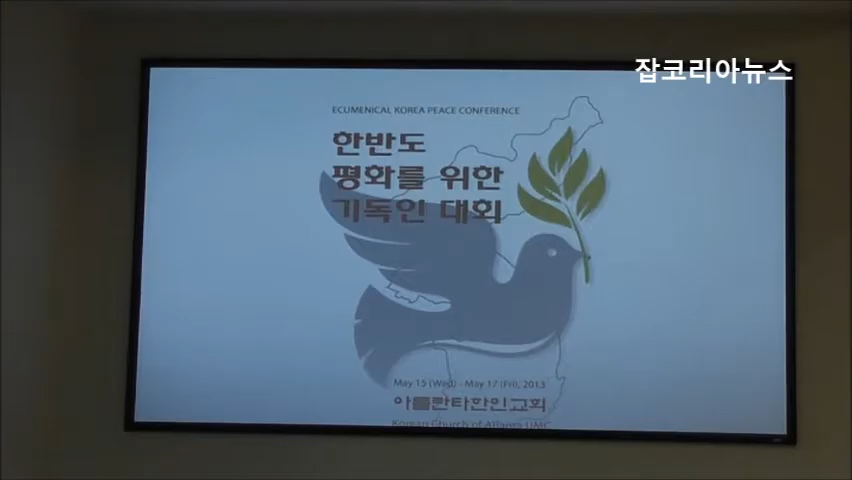 잡코리아뉴스
ECUMENICAL KOREA PEACE CONFERENCE
한반도
평화를 위한
기독인 대회
May 15 (Wed) - May 17 (Fri), 2013
아틀란타한인교회
Korean Church of Atlanta UMC